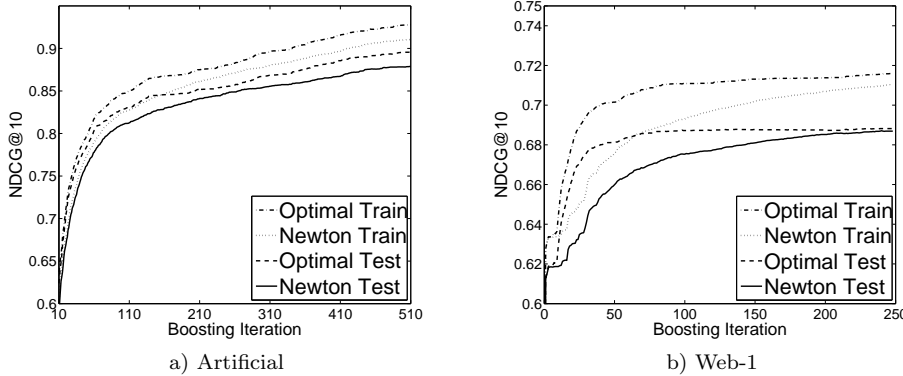 0.9
0.85
0.8
0.75
0.7
0.65
0.6
NDCG@10
10 110 210 310 410 510
Boosting Iteration
Optimal Train
Newton Train
Optimal Test
Newton Test
a) Artificial
0.75
0.72
0.7
0.68
0.66
0.64
0.62
0.6
NDCG@10
0 50 100 150 200 250
Boosting Iteration
Optimal Train
Newton Train
Optimal Test
Newton Test
b) Web-1